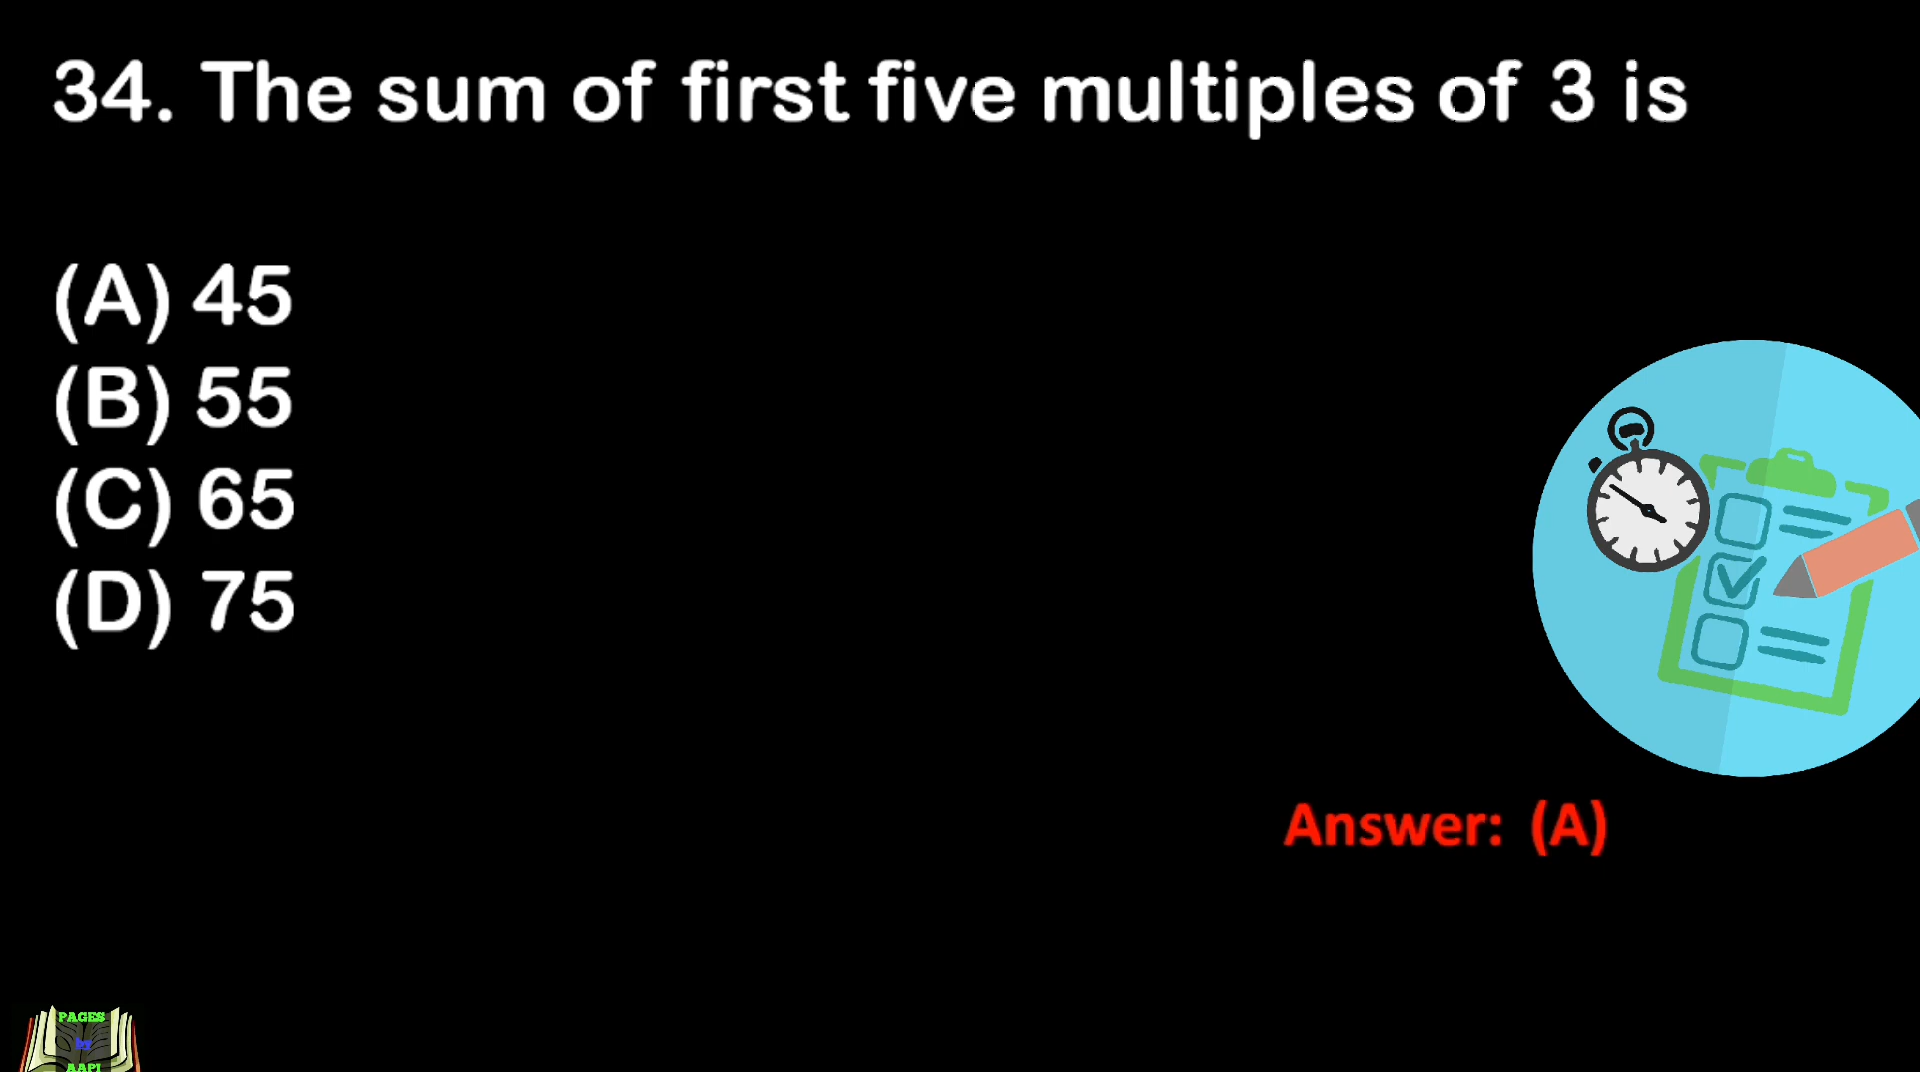 34. The sum of first five multiples of 3 is
(A) 45
(B) 55
(C) 65
(D) 75
Answer: (A)
PAGES
by
AAPI